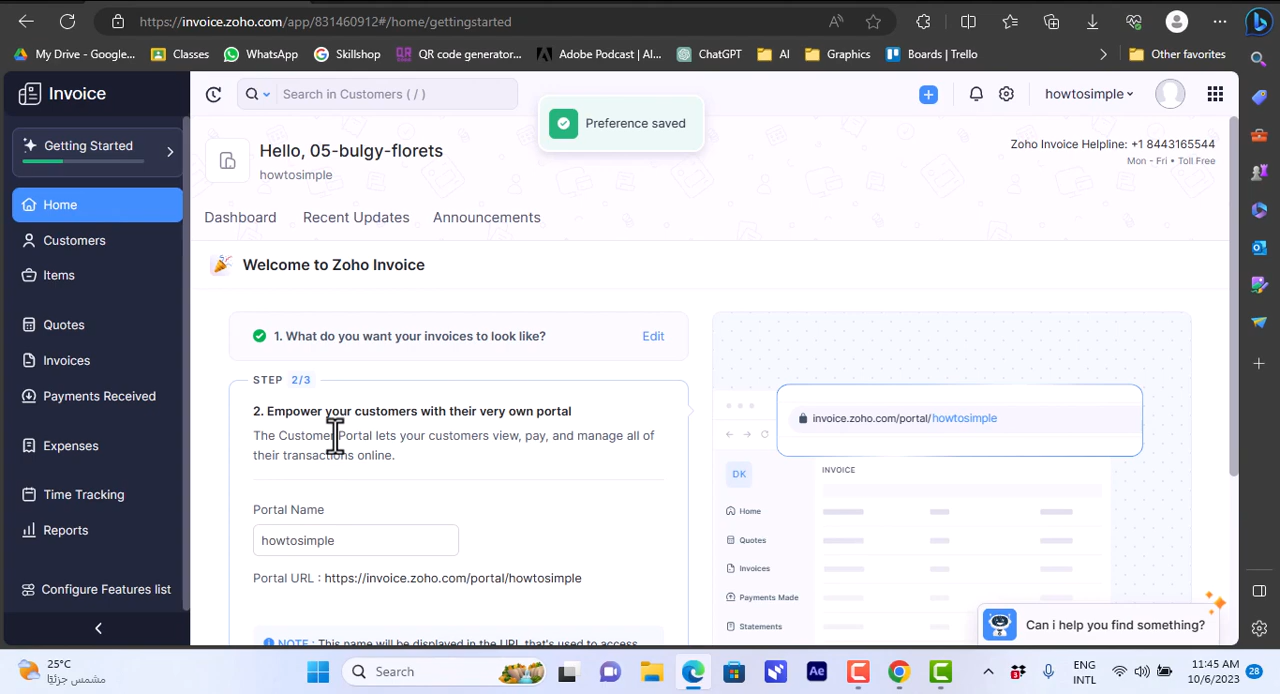 https://invoice.zoho.com/app/831460912#/home/gettingstarted
My Drive - Google...
Classes
WhatsApp
Skillshop
QR code generator...
Adobe Podcast | AI...
ChatGPT
AI
Graphics
Boards | Trello
Other favorites
Invoice
Search in Customers ( / )
Preference saved
howtosimple
Getting Started
Hello, 05-bulgy-florets
howtosimple
Zoho Invoice Helpline: +1 8443165544
Mon - Fri • Toll Free
Home
Customers
Items
Quotes
Invoices
Payments Received
Expenses
Time Tracking
Reports
Configure Features list
Dashboard
Recent Updates
Announcements
Welcome to Zoho Invoice
1. What do you want your invoices to look like?
Edit
STEP 2/3
2. Empower your customers with their very own portal
The Customer Portal lets your customers view, pay, and manage all of
their transactions online.
Portal Name
howtosimple
Portal URL : https://invoice.zoho.com/portal/howtosimple
NOTE : This name will be displayed in the URL that's used to access
invoice.zoho.com/portal/howtosimple
DK
INVOICE
Home
Quotes
Invoices
Payments Made
Statements
Can i help you find something?
25°C
مشمس جزئيًا
Search
Ae
3
ENG
INTL
11:45 AM
10/6/2023
28